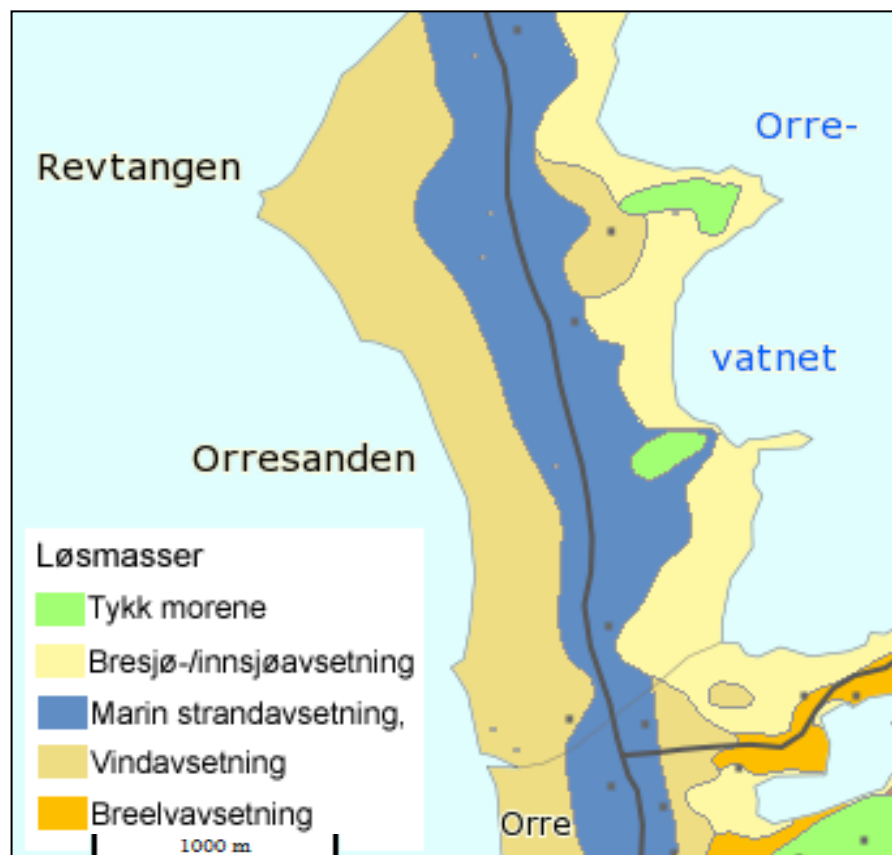 Orre-
Revtangen
vatnet
Orresanden
Løsmasser
Tykk morene
Bresjø-/innsjøavsetning
Marin strandavsetning,
Vindavsetning
Breelvavsetning
Orre
1000 m